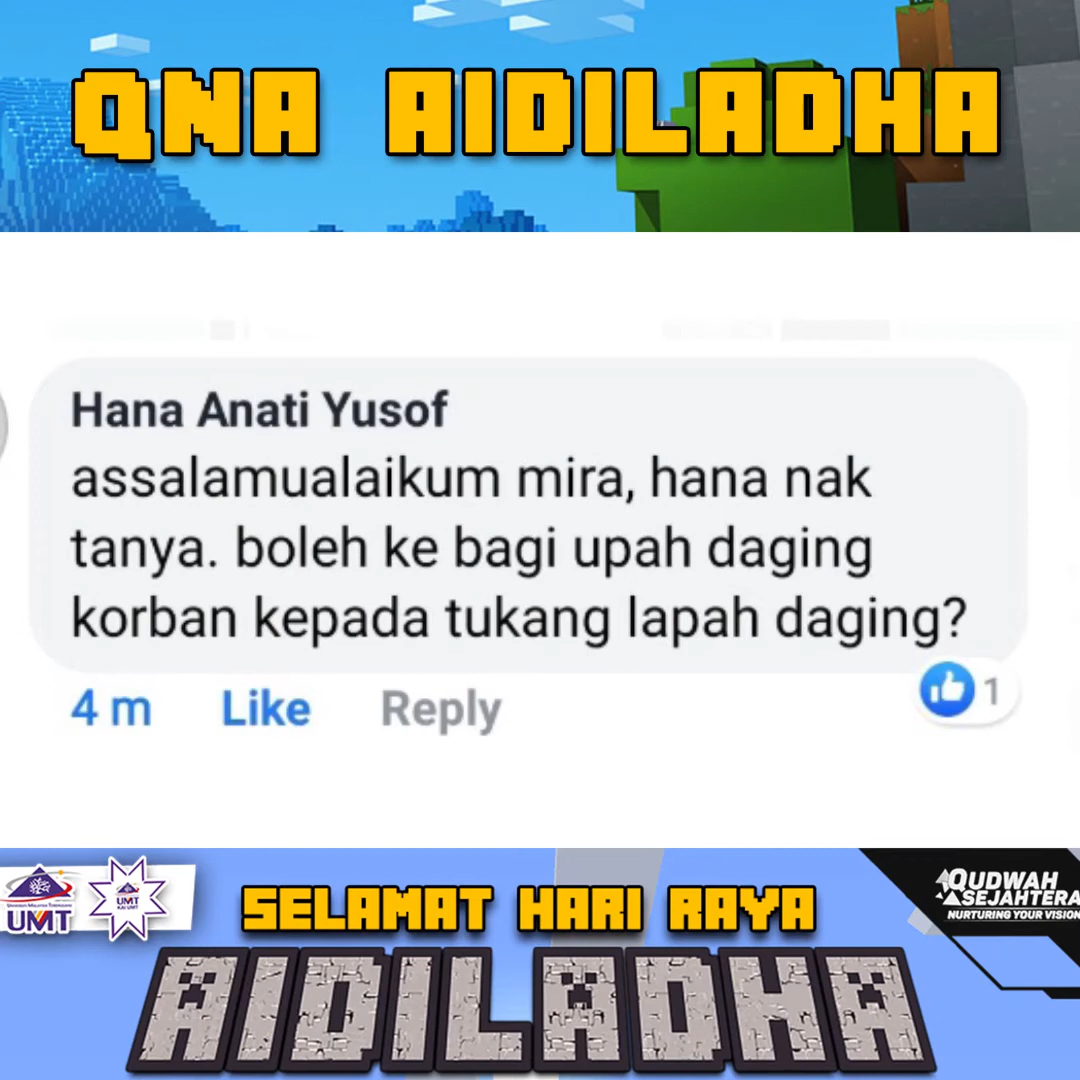 QNA AIDILADHA
Hana Anati Yusof
assalamualaikum mira, hana nak
tanya. boleh ke bagi upah daging
korban kepada tukang lapah daging?
4 m Like Reply
1
UMT
UMT
SELAMAT HARI RAYA
AIDILADHA
QUDWAH
SEJAHTERA
NURTURING YOUR VISION